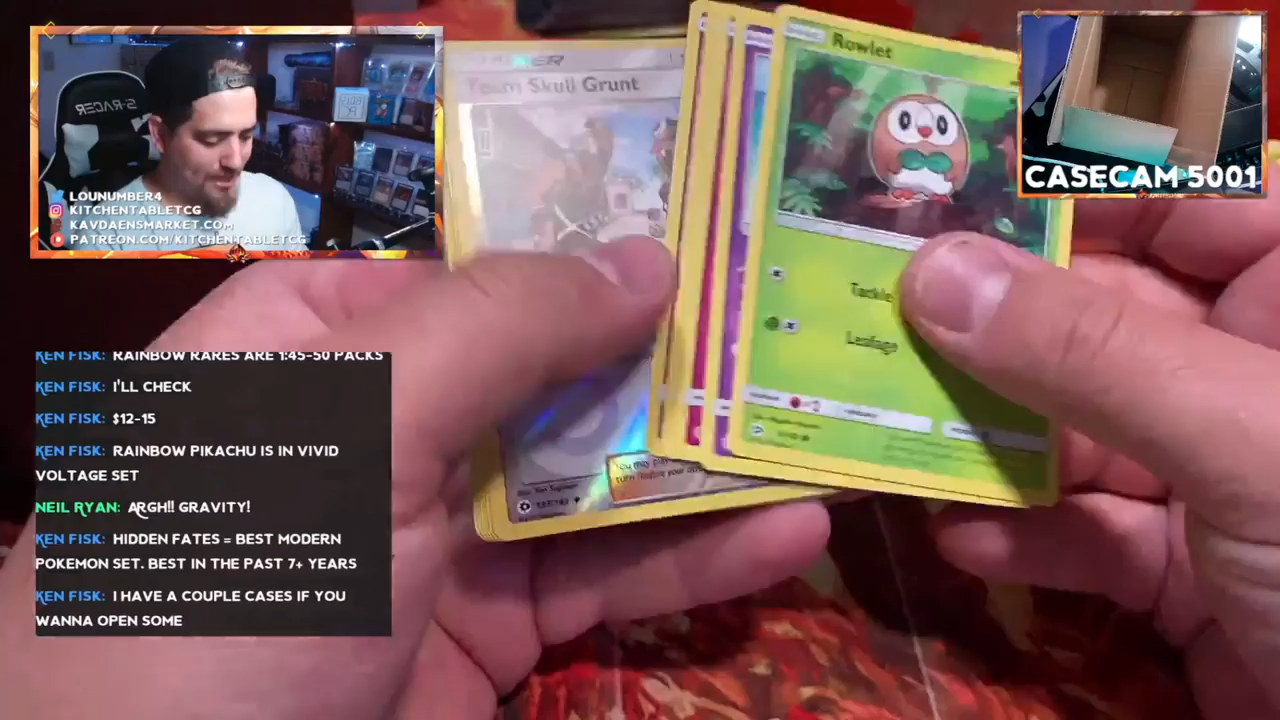 LOUNUMBER4
KITCHENTABLETCG
KAVDAENSMARKET.COM
PATREON.COM/KITCHENTABLETCG
CASECAM 5001
Team Skull Grunt
Rowlet
Tackle
Leafage
KEN FISK: RAINBOW RARES ARE 1:45-50 PACKS
KEN FISK: I'LL CHECK
KEN FISK: $12-15
KEN FISK: RAINBOW PIKACHU IS IN VIVID
VOLTAGE SET
NEIL RYAN: ARGH!! GRAVITY!
KEN FISK: HIDDEN FATES = BEST MODERN
POKEMON SET. BEST IN THE PAST 7+ YEARS
KEN FISK: I HAVE A COUPLE CASES IF YOU
WANNA OPEN SOME